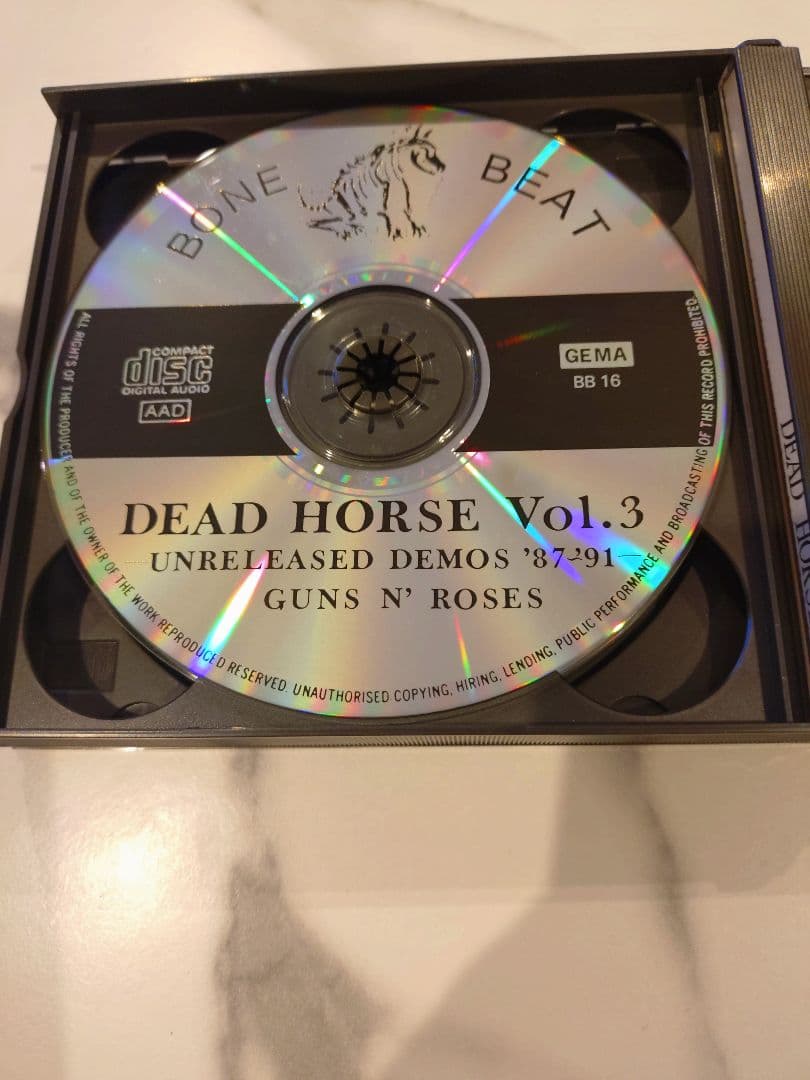 BONE BEAT
COMPACT
disc
DIGITAL AUDIO
AAD
GEMA
BB 16
DEAD HORSE Vol.3
UNRELEASED DEMOS '87-'91
GUNS N' ROSES
ALL RIGHTS OF THE PRODUCER AND OF THE OWNER OF THE WORK REPRODUCED RESERVED. UNAUTHORISED COPYING, HIRING, LENDING, PUBLIC PERFORMANCE AND BROADCASTING OF THIS RECORD PROHIBITED.
DEAD HORSE